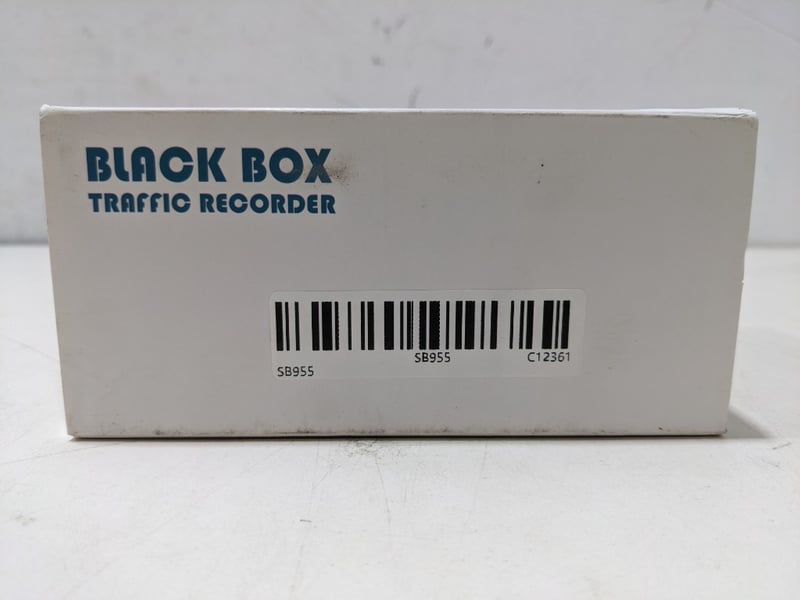 BLACK BOX
TRAFFIC RECORDER
SB955 C12361
SB955